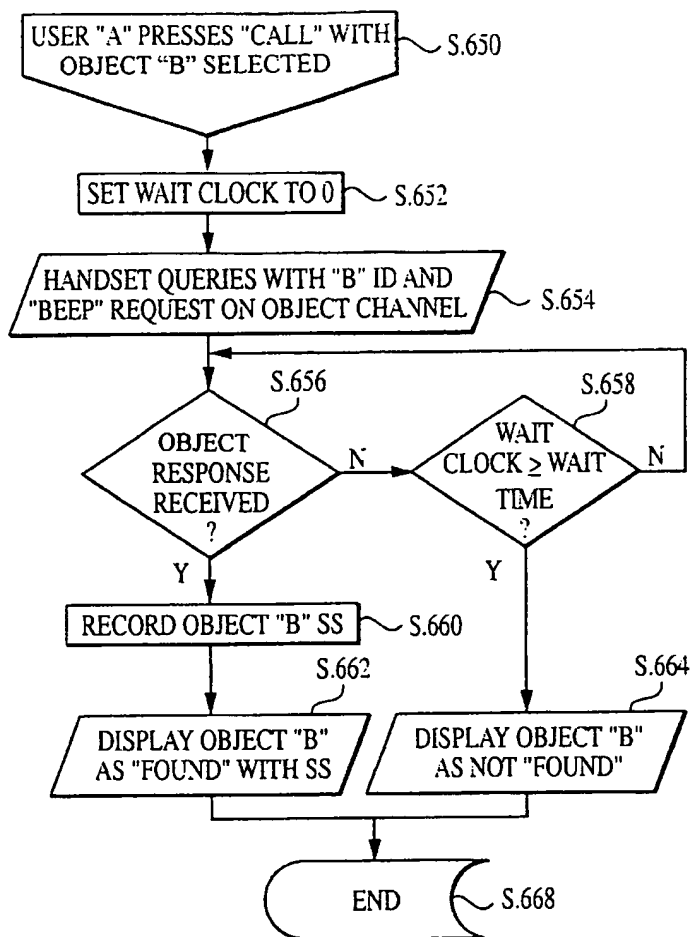 USER "A" PRESSES "CALL" WITH
OBJECT "B" SELECTED
S.650
SET WAIT CLOCK TO 0
S.652
HANDSET QUERIES WITH "B" ID AND
"BEEP" REQUEST ON OBJECT CHANNEL
S.654
S.656
OBJECT
RESPONSE
RECEIVED
?
N
Y
S.658
WAIT
CLOCK ≥ WAIT
TIME
?
N
Y
RECORD OBJECT "B" SS
S.660
S.662
DISPLAY OBJECT "B"
AS "FOUND" WITH SS
S.664
DISPLAY OBJECT "B"
AS NOT "FOUND"
END
S.668